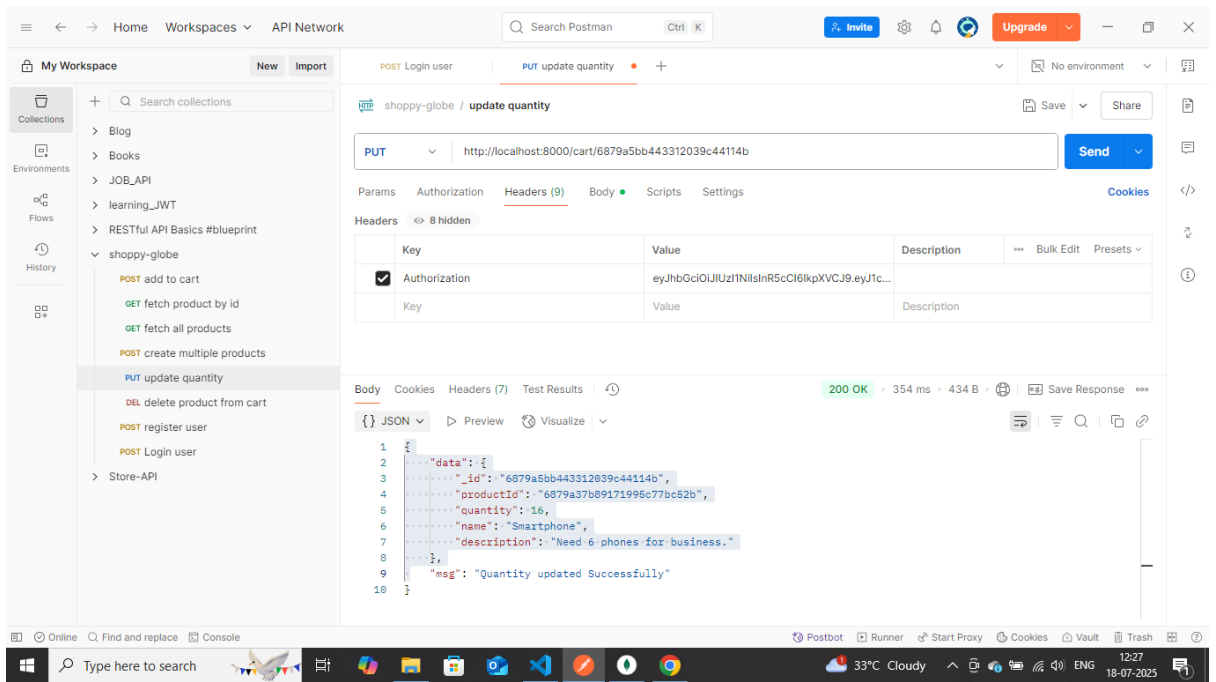 Home Workspaces API Network Search Postman Ctrl K Invite Upgrade
My Workspace New Import POST Login user PUT update quantity No environment
Collections
Environments
Flows
History
Search collections
Blog
Books
JOB_API
learning_JWT
RESTful API Basics #blueprint
shoppy-globe
POST add to cart
GET fetch product by id
GET fetch all products
POST create multiple products
PUT update quantity
DEL delete product from cart
POST register user
POST Login user
Store-API
HTTP shoppy-globe / update quantity Save Share
PUT http://localhost:8000/cart/6879a5bb443312039c44114b Send
Params Authorization Headers (9) Body Scripts Settings Cookies
Headers 8 hidden
Key Value Description Bulk Edit Presets
Authorization
Key Value Description
Body Cookies Headers (7) Test Results 200 OK 354 ms 434 B e.g. Save Response
{} JSON Preview Visualize
1 {
2 "data": {
3 "_id": "6879a5bb443312039c44114b",
4 "productId": "6879a37b89171995c77bc52b",
5 "quantity": 16,
6 "name": "Smartphone",
7 "description": "Need 6 phones for business."
8 },
9 "msg": "Quantity updated Successfully"
10 }
Online Find and replace Console Postbot Runner Start Proxy Cookies Vault Trash
Type here to search 33°C Cloudy ENG 12:27
18-07-2025